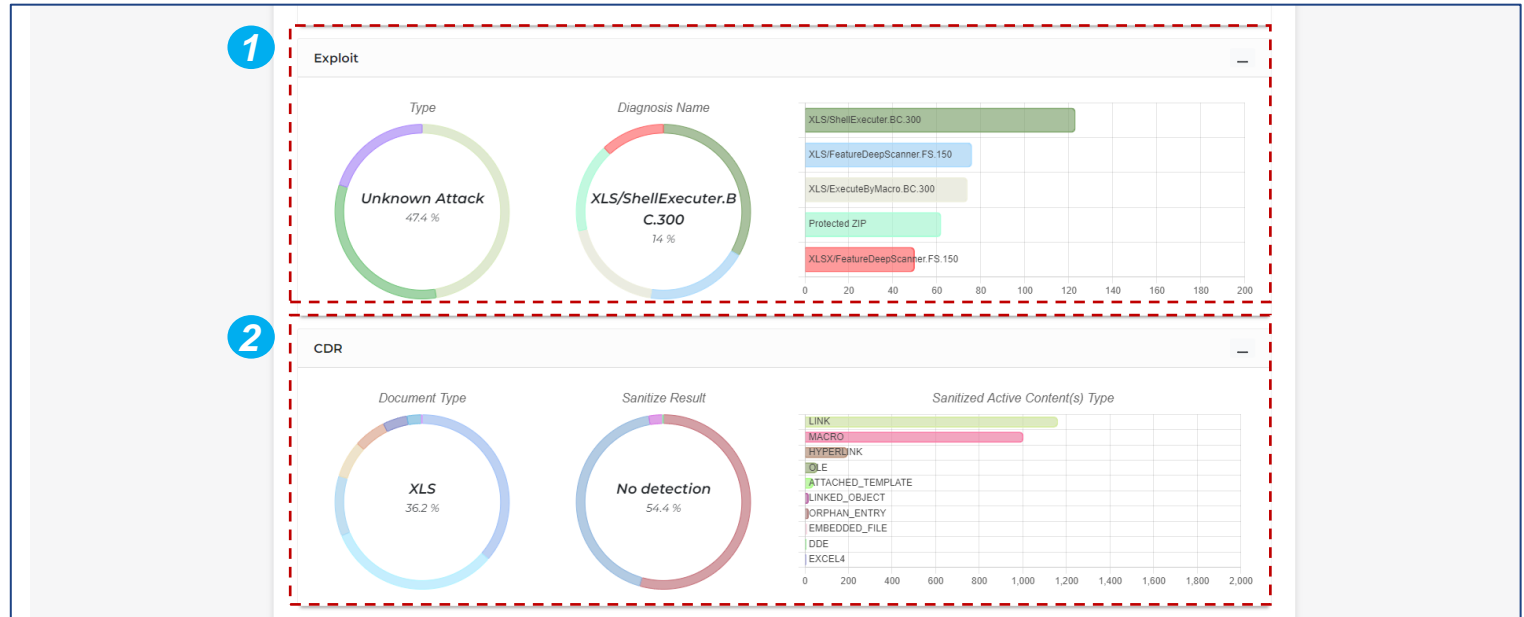 1
Exploit
Type
Diagnosis Name
Unknown Attack
47.4 %
XLS/ShellExecuter.B
C.300
14 %
XLS/ShellExecuter.BC.300
XLS/FeatureDeepScanner.FS.150
XLS/ExecuteByMacro.BC.300
Protected ZIP
XLSX/FeatureDeepScanner.FS.150
0 20 40 60 80 100 120 140 160 180 200
2
CDR
Document Type
Sanitize Result
Sanitized Active Content(s) Type
XLS
36.2 %
No detection
54.4 %
LINK
MACRO
HYPERLINK
OLE
ATTACHED_TEMPLATE
LINKED_OBJECT
ORPHAN_ENTRY
EMBEDDED_FILE
DDE
EXCEL4
0 200 400 600 800 1,000 1,200 1,400 1,600 1,800 2,000